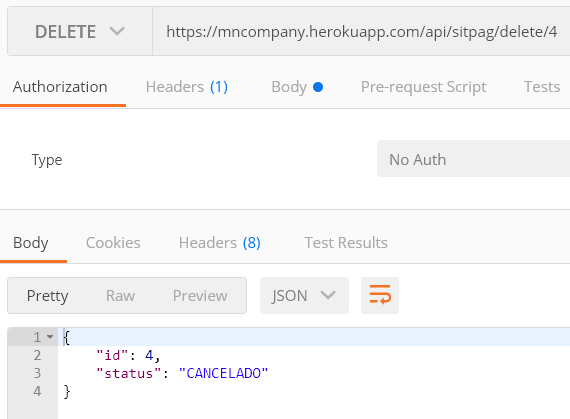 DELETE https://mncompany.herokuapp.com/api/sitpag/delete/4
Authorization Headers (1) Body Pre-request Script Tests
Type No Auth
Body Cookies Headers (8) Test Results
Pretty Raw Preview JSON
1 {
2 "id": 4,
3 "status": "CANCELADO"
4 }